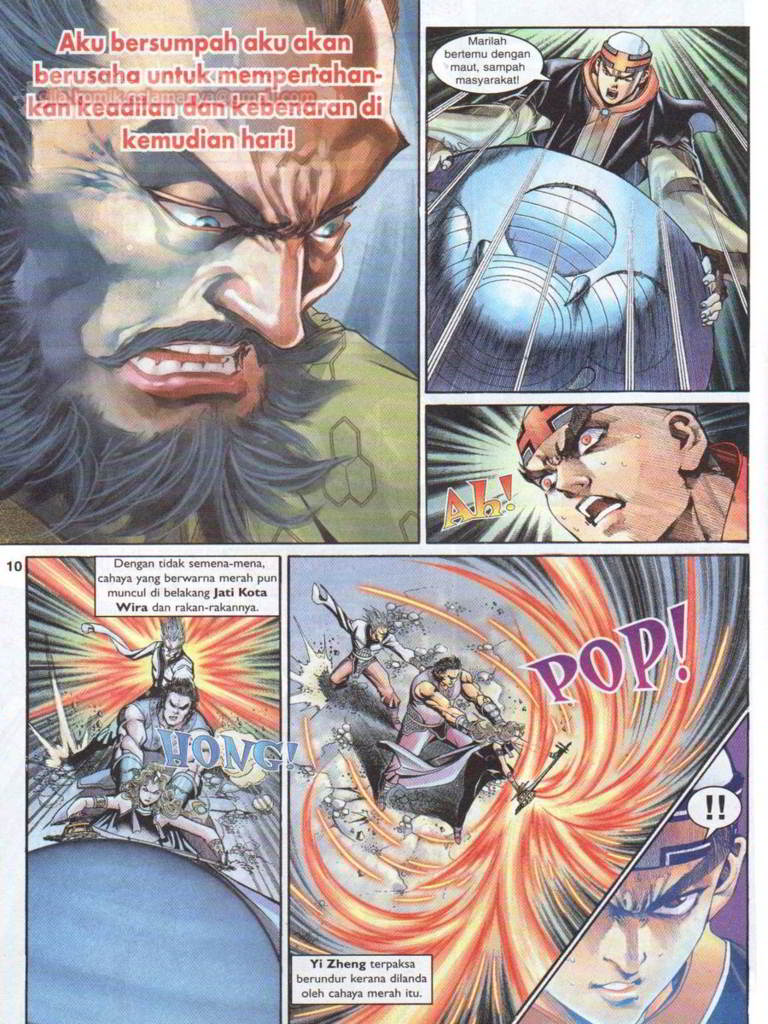 Aku bersumpah aku akan
berusaha untuk mempertahan-
kan keadilan dan kebenaran di
kemudian hari!
Marilah
bertemu dengan
maut, sampah
masyarakat!
Ah!
10
Dengan tidak semena-mena,
cahaya yang berwarna merah pun
muncul di belakang Jati Kota
Wira dan rakan-rakannya.
HONG!
POP!
!!
Yi Zheng terpaksa
berundur kerana dilanda
oleh cahaya merah itu.